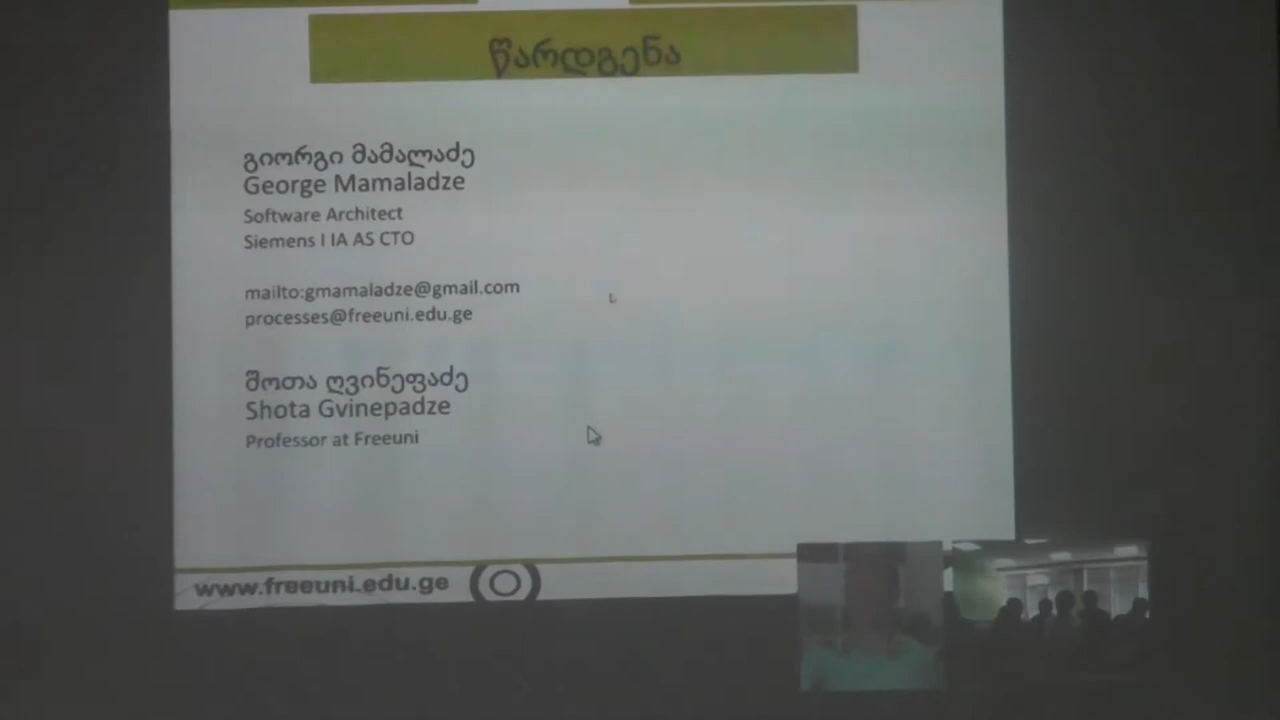 წარდგენა
გიორგი მამალაძე
George Mamaladze
Software Architect
Siemens I IA AS CTO
mailto:gmamaladze@gmail.com
processes@freeuni.edu.ge
შოთა ღვინეფაძე
Shota Gvinepadze
Professor at Freeuni
www.freeuni.edu.ge